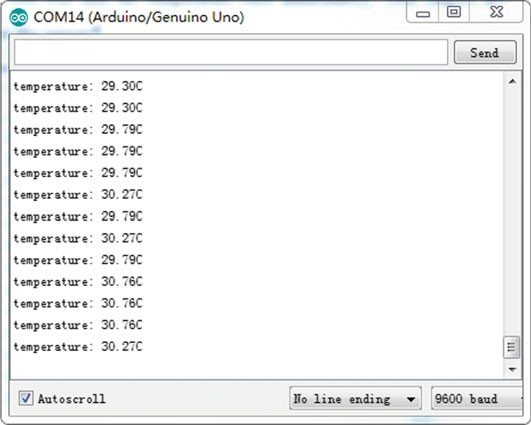 COM14 (Arduino/Genuino Uno)
Send
temperature: 29.30C
temperature: 29.30C
temperature: 29.79C
temperature: 29.79C
temperature: 29.79C
temperature: 30.27C
temperature: 29.79C
temperature: 30.27C
temperature: 29.79C
temperature: 30.76C
temperature: 30.76C
temperature: 30.76C
temperature: 30.27C
Autoscroll
No line ending
9600 baud